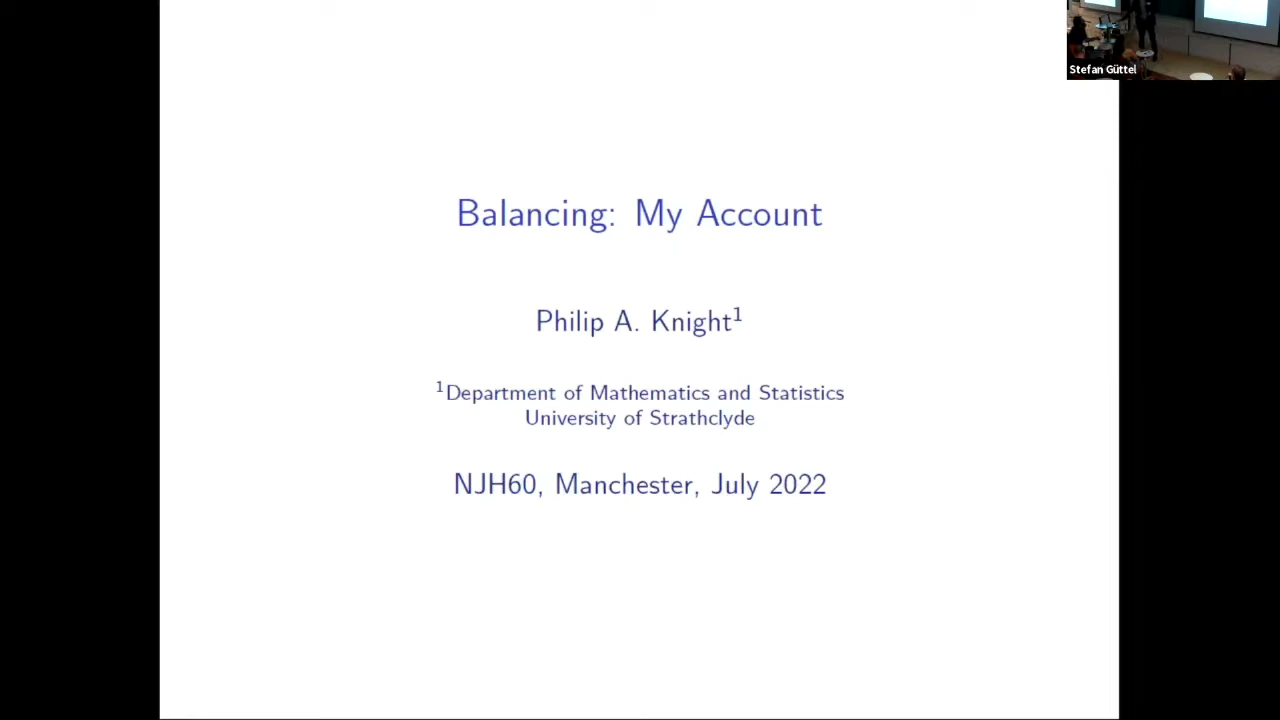 Stefan Güttel
Balancing: My Account
Philip A. Knight¹
¹Department of Mathematics and Statistics
University of Strathclyde
NJH60, Manchester, July 2022